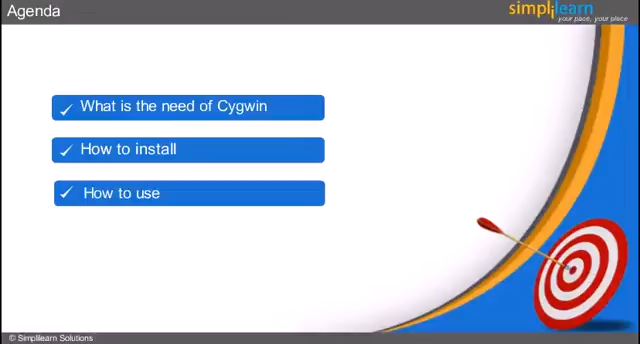 Agenda
simplilearn
your pace, your place
What is the need of Cygwin
How to install
How to use
© Simplilearn Solutions